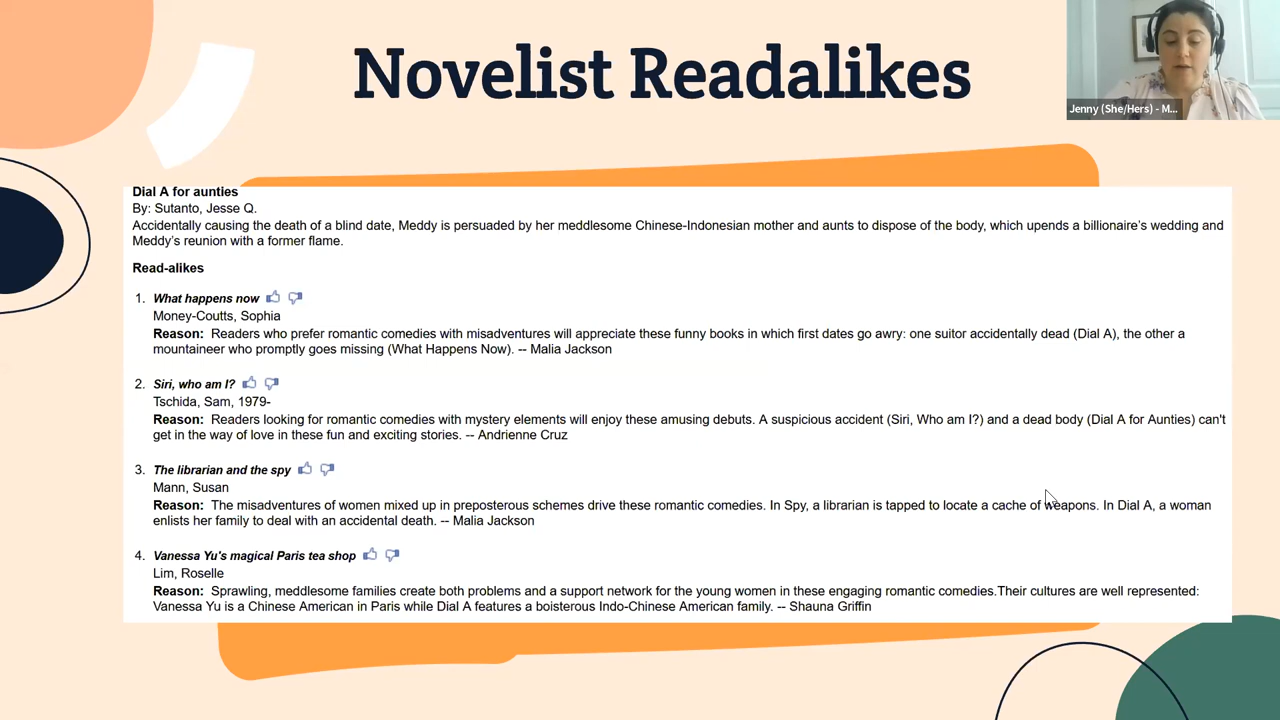 Novelist Readalikes
Jenny (She/Hers) - M...
Dial A for aunties
By: Sutanto, Jesse Q.
Accidentally causing the death of a blind date, Meddy is persuaded by her meddlesome Chinese-Indonesian mother and aunts to dispose of the body, which upends a billionaire's wedding and
Meddy's reunion with a former flame.
Read-alikes
1. What happens now
Money-Coutts, Sophia
Reason: Readers who prefer romantic comedies with misadventures will appreciate these funny books in which first dates go awry: one suitor accidentally dead (Dial A), the other a
mountaineer who promptly goes missing (What Happens Now). -- Malia Jackson
2. Siri, who am I?
Tschida, Sam, 1979-
Reason: Readers looking for romantic comedies with mystery elements will enjoy these amusing debuts. A suspicious accident (Siri, Who am I?) and a dead body (Dial A for Aunties) can't
get in the way of love in these fun and exciting stories. -- Andrienne Cruz
3. The librarian and the spy
Mann, Susan
Reason: The misadventures of women mixed up in preposterous schemes drive these romantic comedies. In Spy, a librarian is tapped to locate a cache of weapons. In Dial A, a woman
enlists her family to deal with an accidental death. -- Malia Jackson
4. Vanessa Yu's magical Paris tea shop
Lim, Roselle
Reason: Sprawling, meddlesome families create both problems and a support network for the young women in these engaging romantic comedies.Their cultures are well represented:
Vanessa Yu is a Chinese American in Paris while Dial A features a boisterous Indo-Chinese American family. -- Shauna Griffin